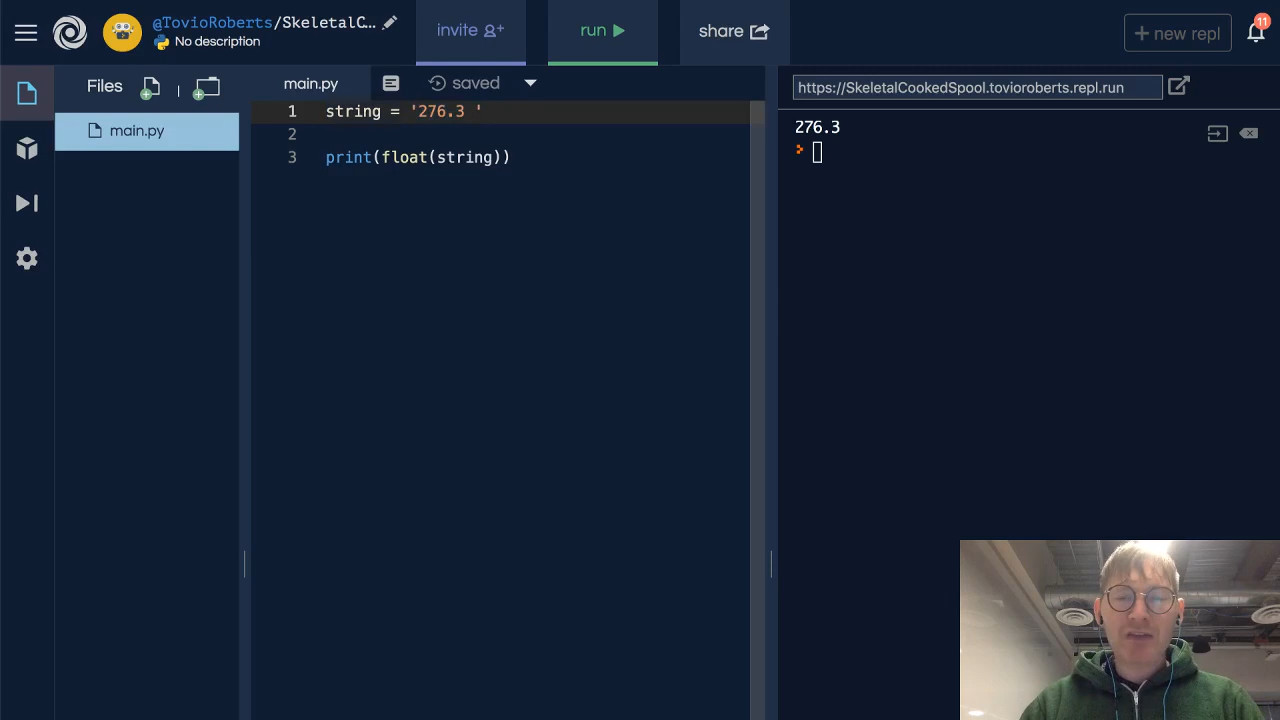 @TovioRoberts/SkeletalC...
No description
invite
run
share
+ new repl
11
Files
main.py
saved
https://SkeletalCookedSpool.tovioroberts.repl.run
main.py
1 string = '276.3 '
2
3 print(float(string))
276.3